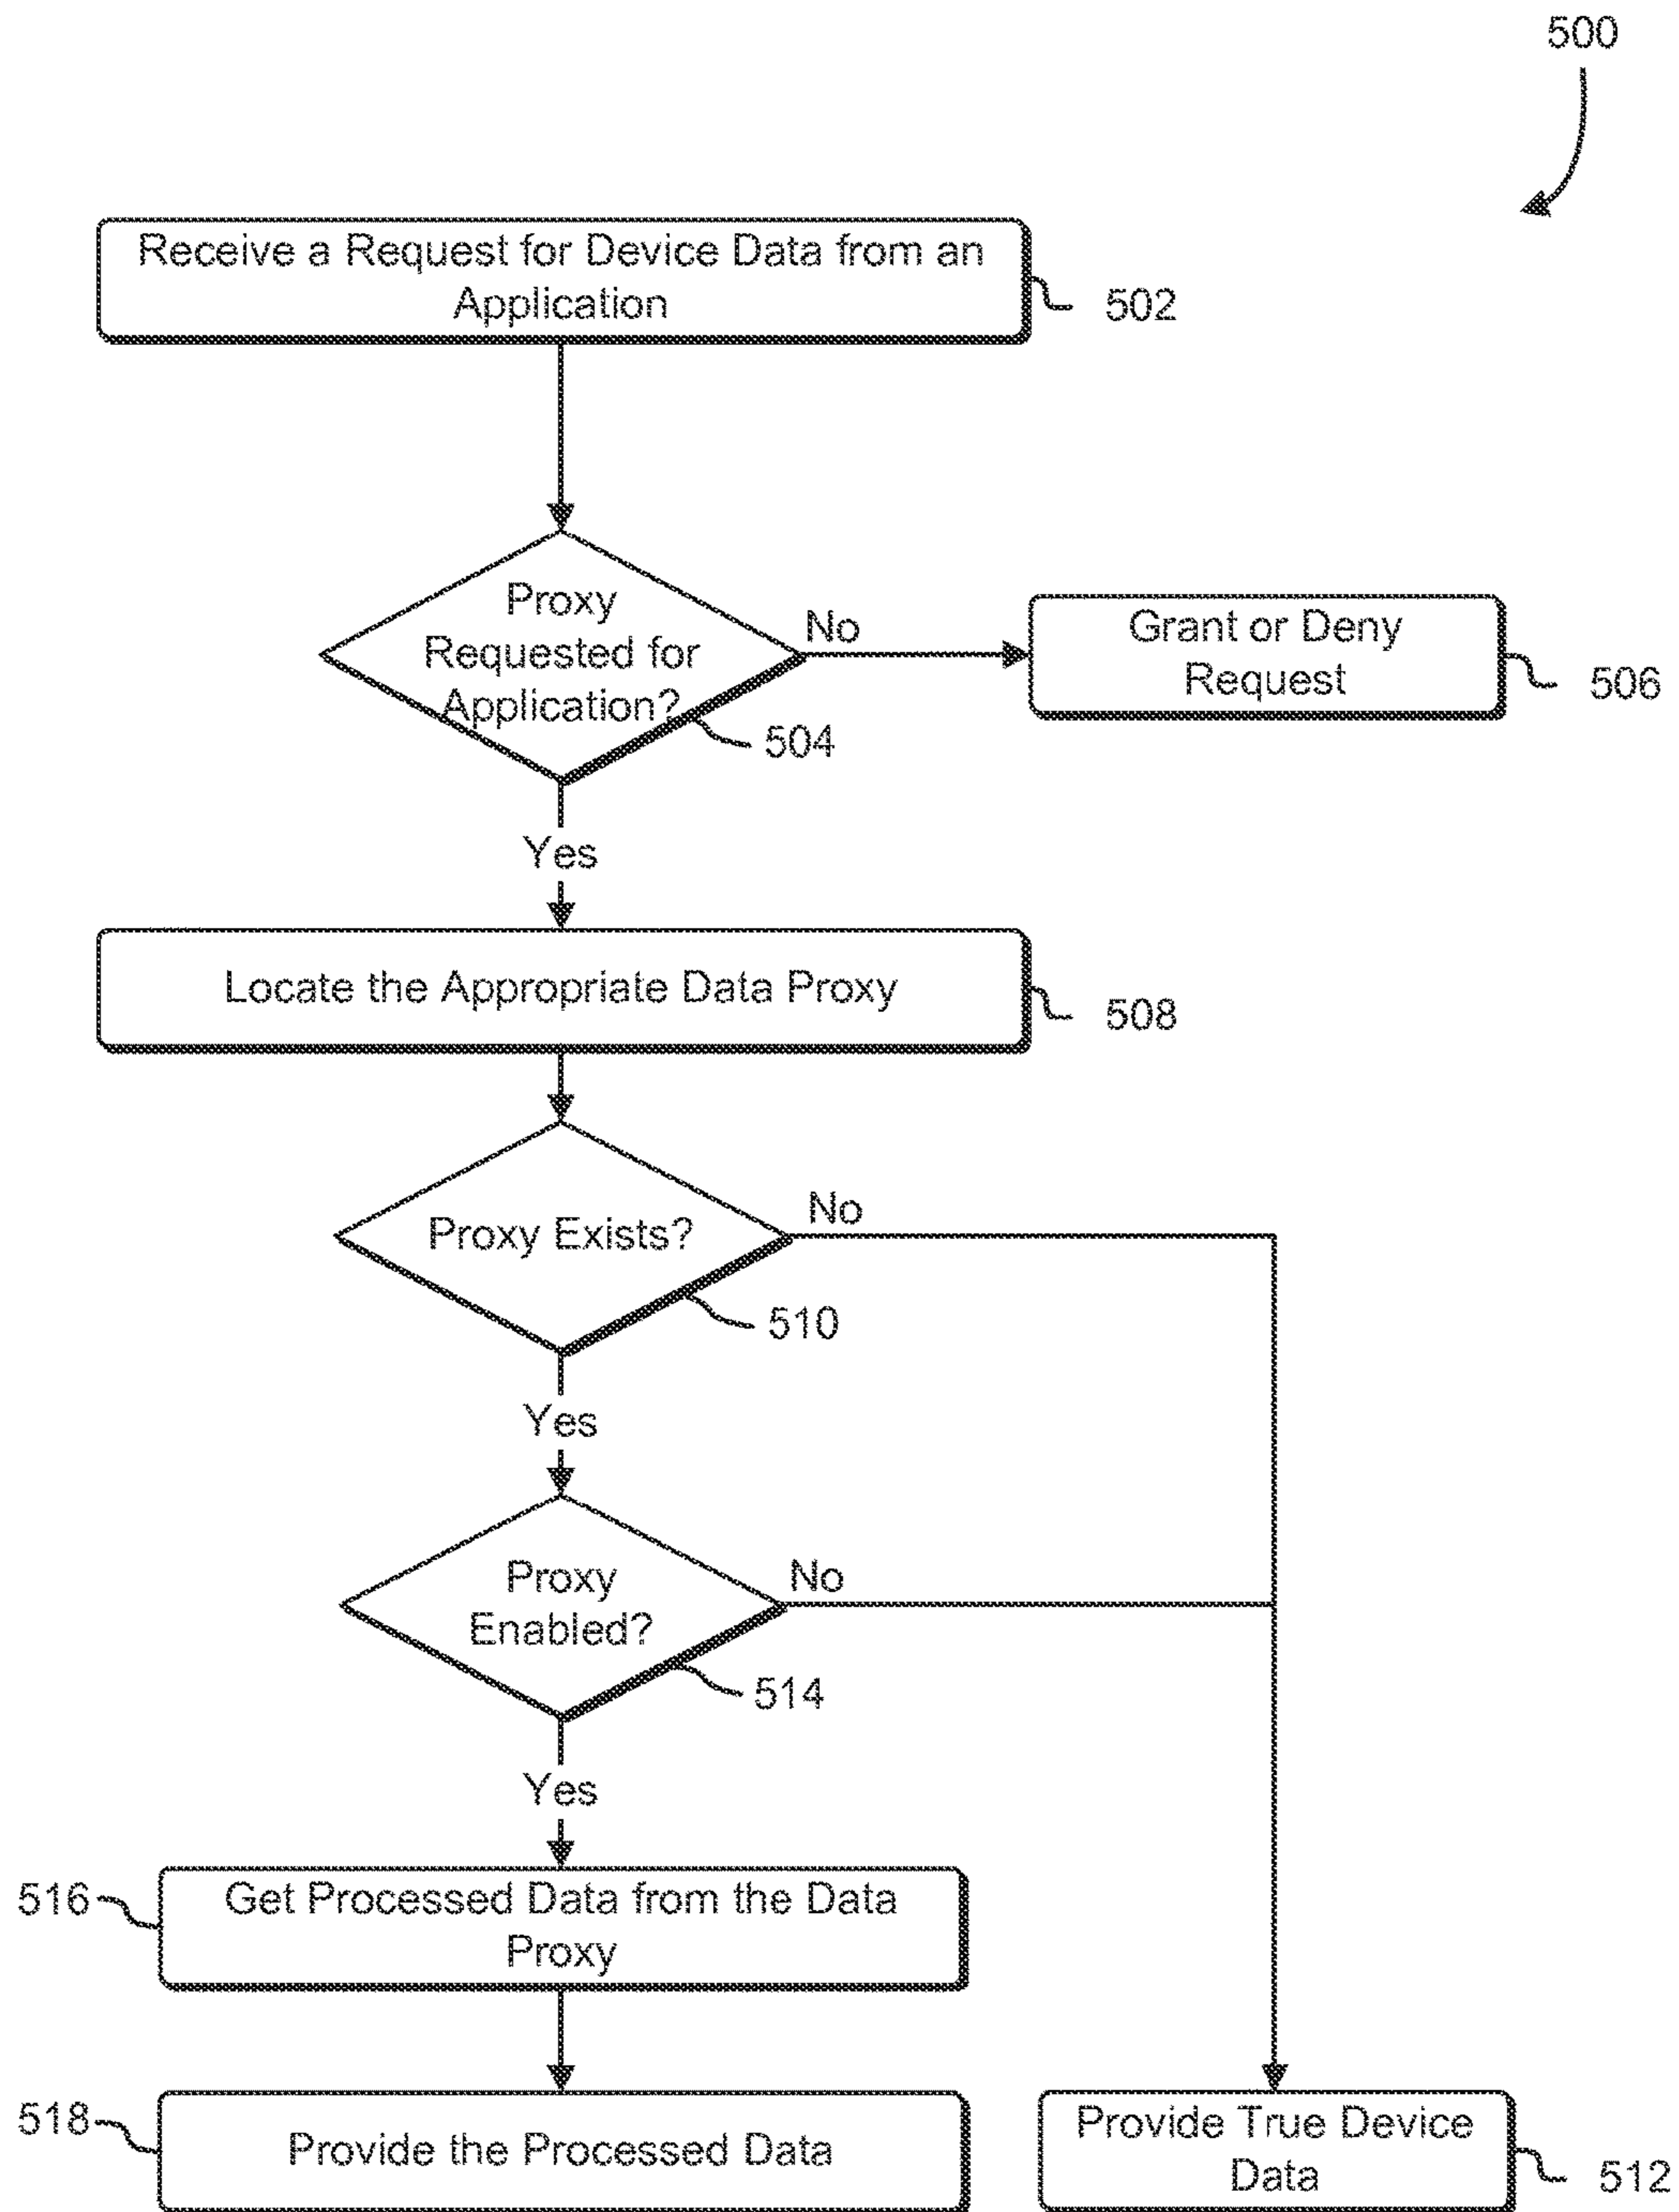 500
Receive a Request for Device Data from an
Application
502
Proxy
Requested for
Application?
504
No
Grant or Deny
Request
506
Yes
Locate the Appropriate Data Proxy
508
Proxy Exists?
No
510
Yes
Proxy
Enabled?
No
514
Yes
516
Get Processed Data from the Data
Proxy
518
Provide the Processed Data
Provide True Device
Data
512